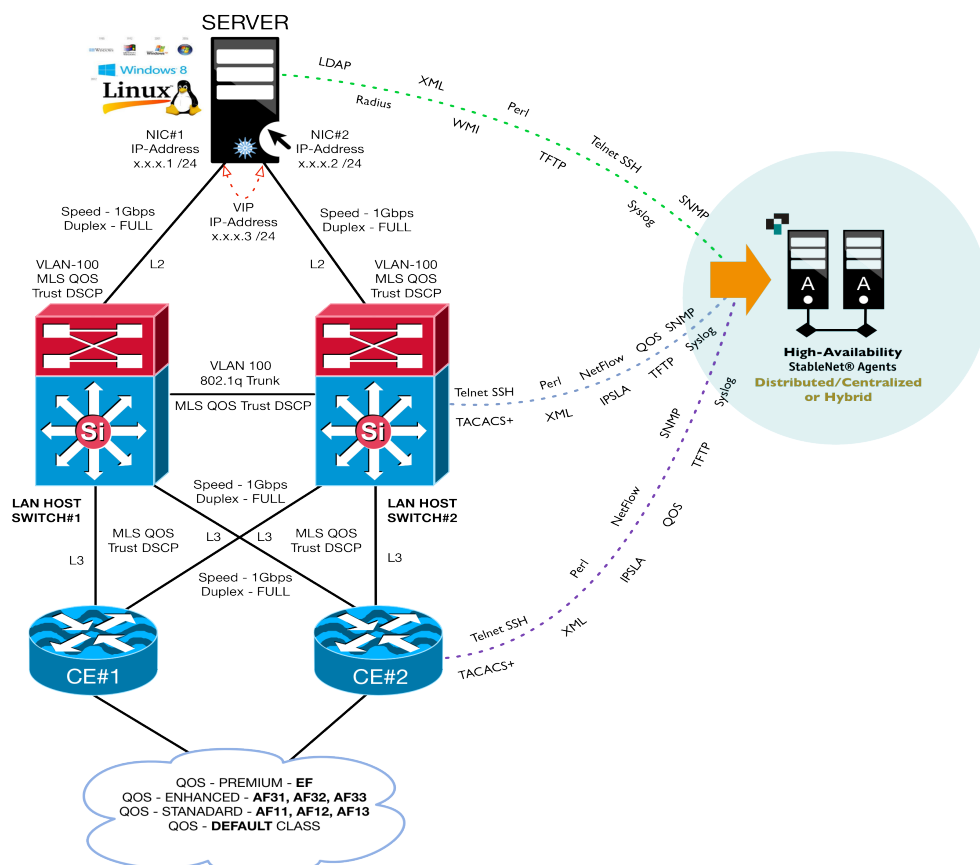 SERVER
Windows 8
Linux
NIC#1
IP-Address
x.x.x.1 /24
NIC#2
IP-Address
x.x.x.2 /24
VIP
IP-Address
x.x.x.3 /24
Speed - 1Gbps
Duplex - FULL
Speed - 1Gbps
Duplex - FULL
L2
L2
VLAN-100
MLS QOS
Trust DSCP
VLAN-100
MLS QOS
Trust DSCP
VLAN 100
802.1q Trunk
MLS QOS Trust DSCP
Si
Si
LAN HOST
SWITCH#1
LAN HOST
SWITCH#2
Speed - 1Gbps
Duplex - FULL
MLS QOS
Trust DSCP
L3
L3
MLS QOS
Trust DSCP
L3
L3
Speed - 1Gbps
Duplex - FULL
CE#1
CE#2
QOS - PREMIUM - EF
QOS - ENHANCED - AF31, AF32, AF33
QOS - STANADARD - AF11, AF12, AF13
QOS - DEFAULT CLASS
LDAP
XML
Perl
Telnet SSH
SNMP
Radius
WMI
TFTP
Syslog
Telnet SSH
Perl
NetFlow
QOS
SNMP
TACACS+
XML
IPSLA
TFTP
Syslog
Telnet SSH
Perl
NetFlow
SNMP
TACACS+
XML
IPSLA
QOS
TFTP
Syslog
A
A
High-Availability
StableNet® Agents
Distributed/Centralized
or Hybrid